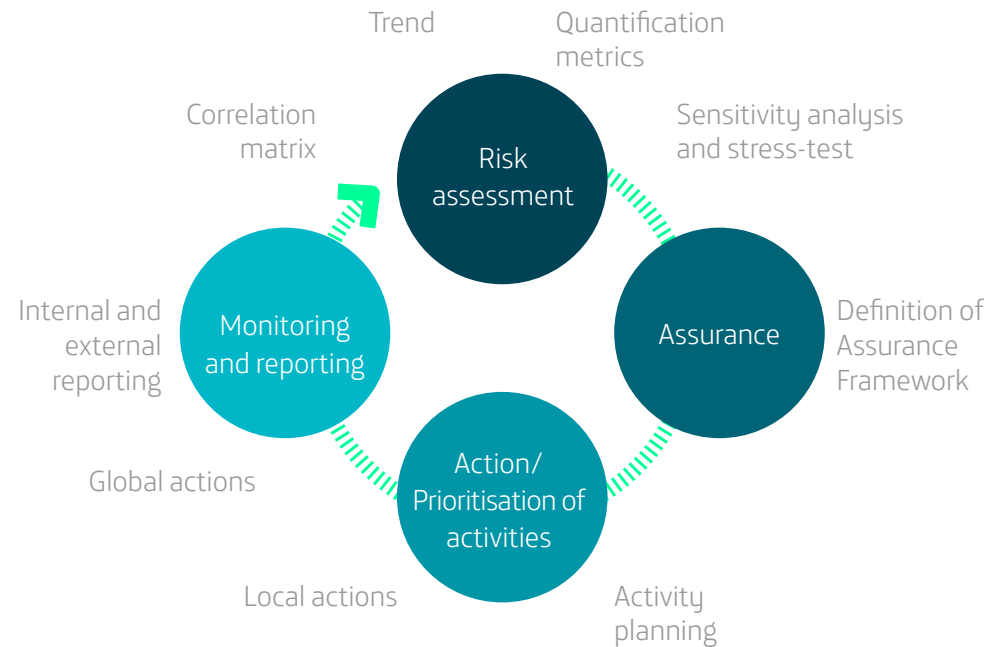 Trend
Quantification
metrics
Correlation
matrix
Sensitivity analysis
and stress-test
Risk
assessment
Internal and
external
reporting
Monitoring
and reporting
Assurance
Definition of
Assurance
Framework
Global actions
Action/
Prioritisation of
activities
Local actions
Activity
planning